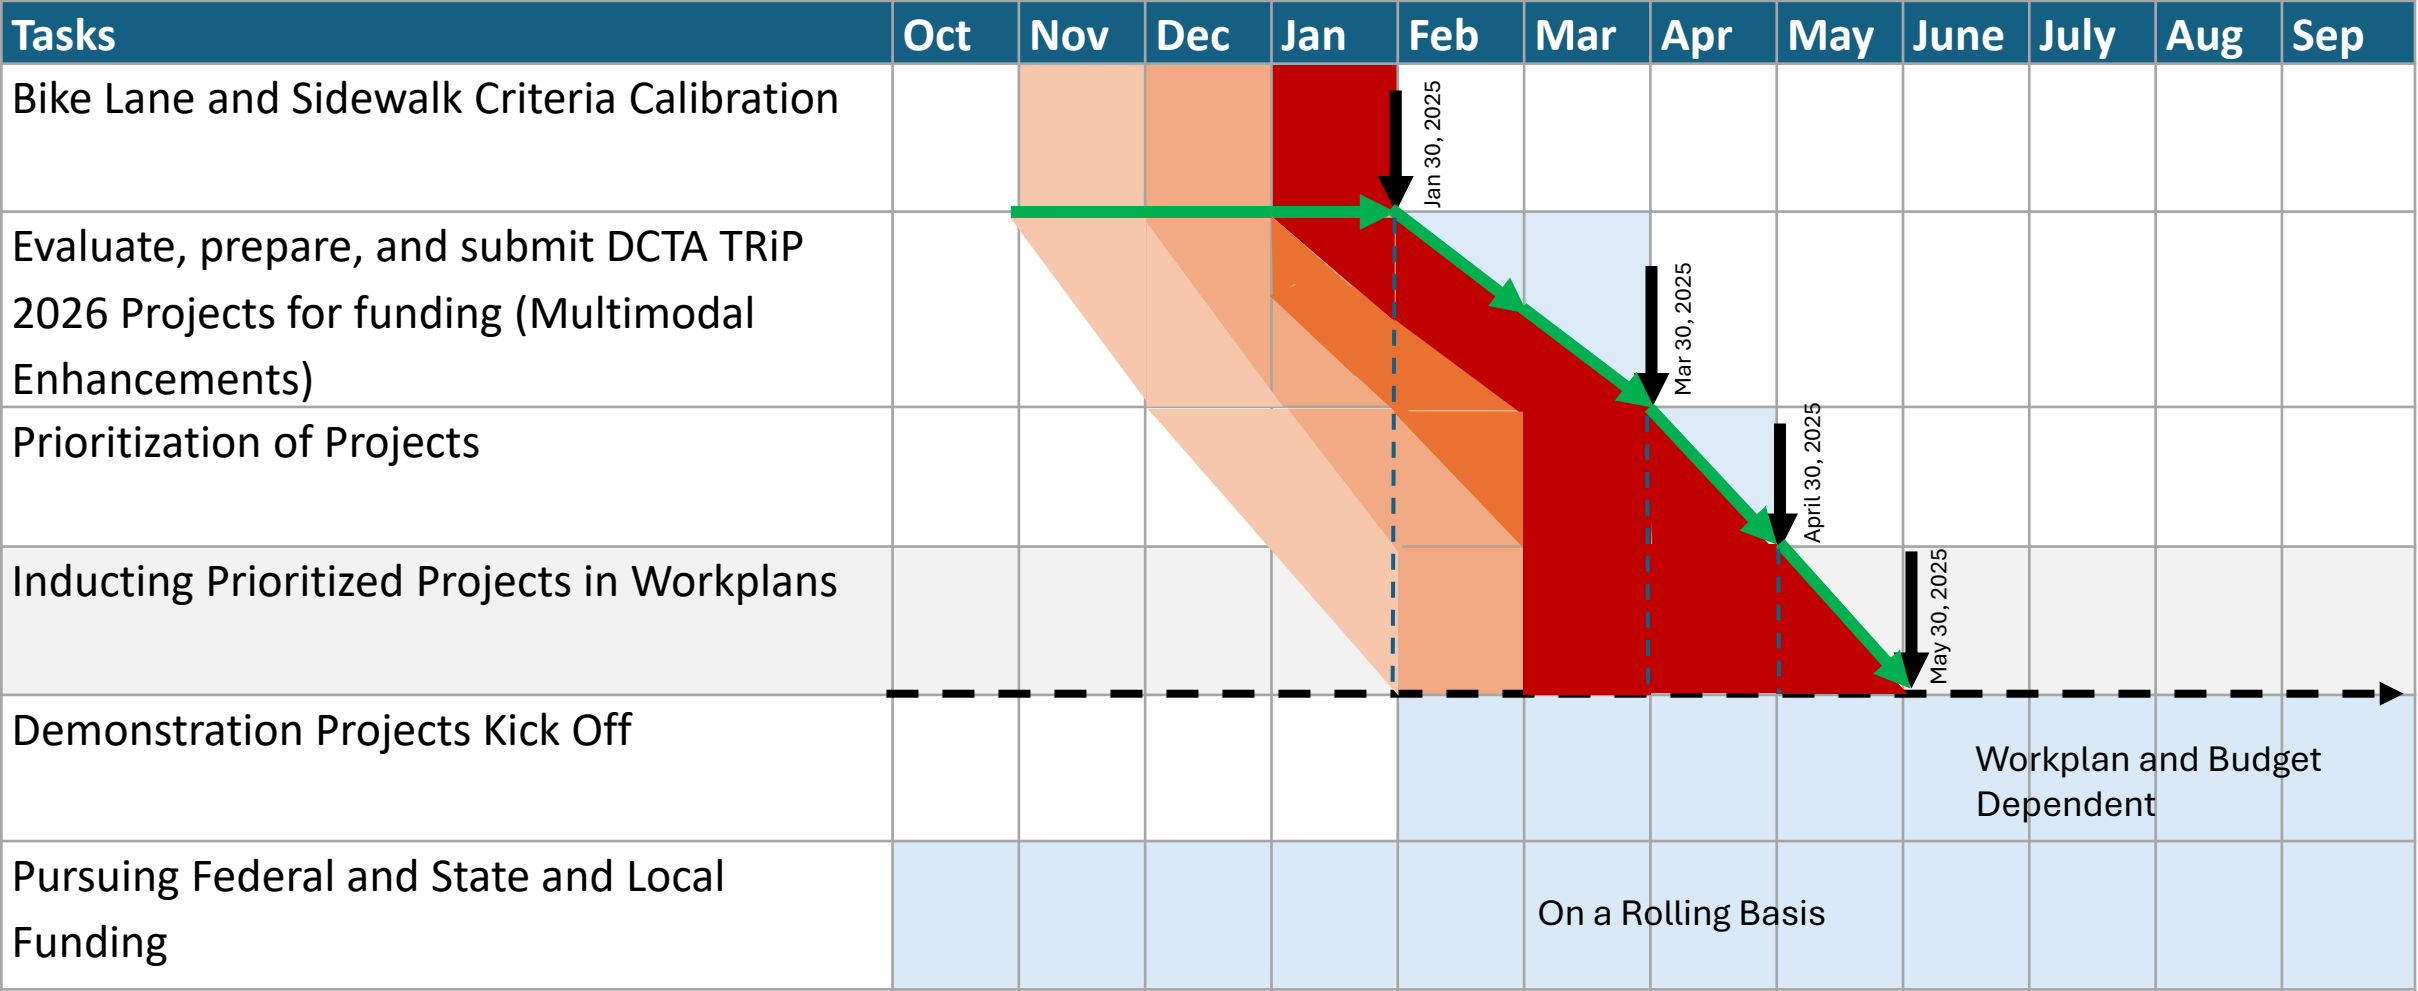 Tasks Oct Nov Dec Jan Feb Mar Apr May June July Aug Sep
Bike Lane and Sidewalk Criteria Calibration
Jan 30, 2025
Evaluate, prepare, and submit DCTA TRiP
2026 Projects for funding (Multimodal
Enhancements)
Mar 30, 2025
Prioritization of Projects
April 30, 2025
Inducting Prioritized Projects in Workplans
May 30, 2025
Demonstration Projects Kick Off
Workplan and Budget
Dependent
Pursuing Federal and State and Local
Funding
On a Rolling Basis